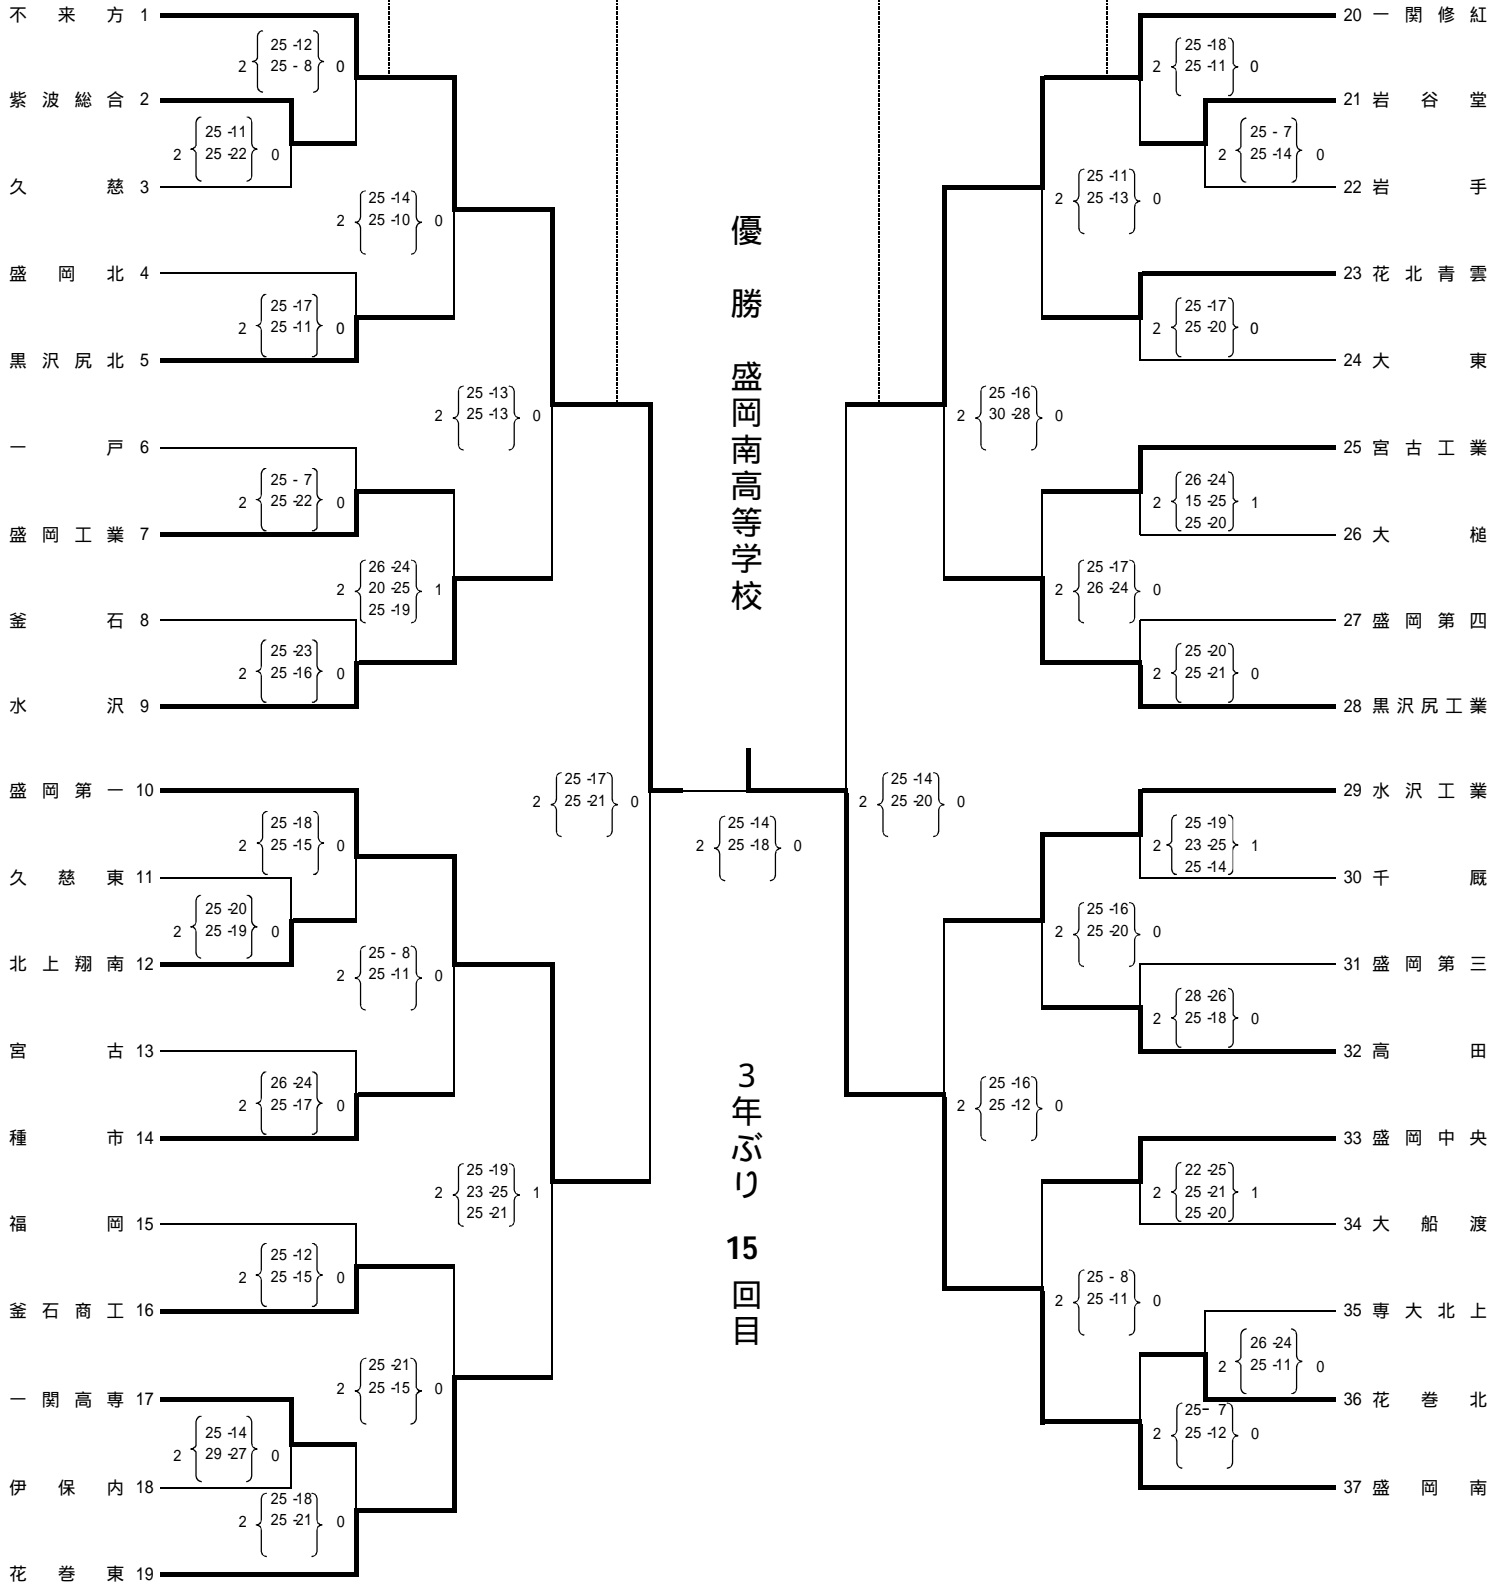 不来方 1
25-12
2 25-8 0
紫波総合 2
25-11
2 25-22 0
久慈 3
25-14
2 25-10 0
盛岡北 4
25-17
2 25-11 0
黒沢尻北 5
25-13
2 25-13 0
一戸 6
25-7
2 25-22 0
盛岡工業 7
26-24
2 20-25 1
25-19
釜石 8
25-23
2 25-16 0
水沢 9
25-17
2 25-21 0
盛岡第一 10
25-18
2 25-15 0
久慈東 11
25-20
2 25-19 0
北上翔南 12
25-8
2 25-11 0
宮古 13
26-24
2 25-17 0
種市 14
25-19
2 23-25 1
25-21
福岡 15
25-12
2 25-15 0
釜石商工 16
25-21
2 25-15 0
一関高専 17
25-14
2 29-27 0
伊保内 18
25-18
2 25-21 0
花巻東 19
優勝 盛岡南高等学校
25-14
2 25-18 0
3年ぶり 15回目
20 一関修紅
25-18
2 25-11 0
21 岩谷堂
25-7
2 25-14 0
22 岩手
25-11
2 25-13 0
23 花北青雲
25-17
2 25-20 0
24 大東
25-16
2 30-28 0
25 宮古工業
26-24
2 15-25 1
25-20
26 大槌
25-17
2 26-24 0
27 盛岡第四
25-20
2 25-21 0
28 黒沢尻工業
25-14
2 25-20 0
29 水沢工業
25-19
2 23-25 1
25-14
30 千厩
25-16
2 25-20 0
31 盛岡第三
28-26
2 25-18 0
32 高田
25-16
2 25-12 0
33 盛岡中央
22-25
2 25-21 1
25-20
34 大船渡
25-8
2 25-11 0
35 専大北上
26-24
2 25-11 0
36 花巻北
25-7
2 25-12 0
37 盛岡南